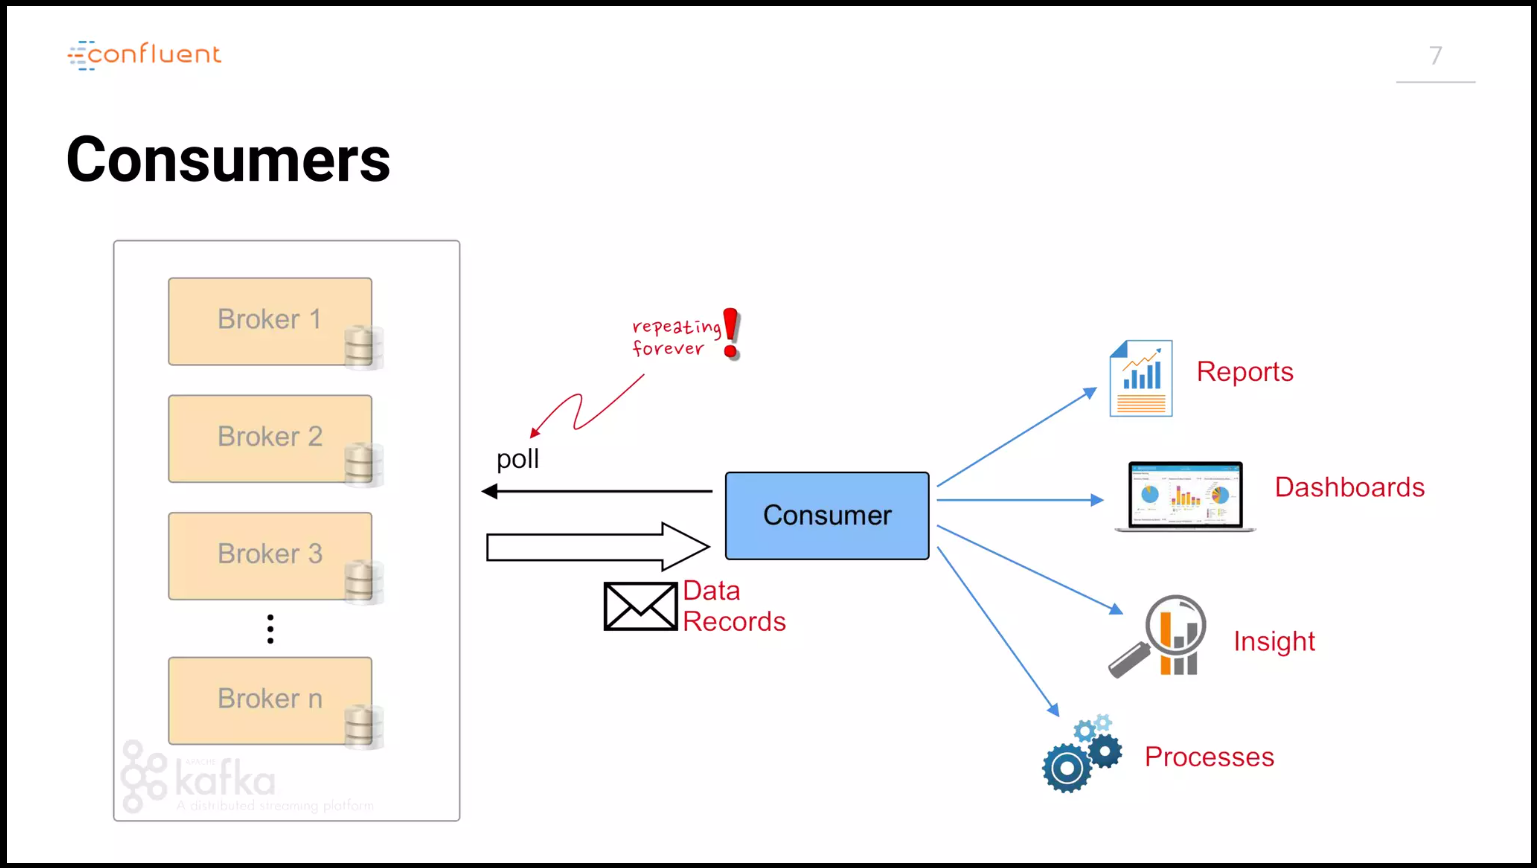 confluent
7
Consumers
Broker 1
Broker 2
Broker 3
Broker n
APACHE
kafka
A distributed streaming platform
repeating
forever
poll
Consumer
Data
Records
Reports
Dashboards
Insight
Processes